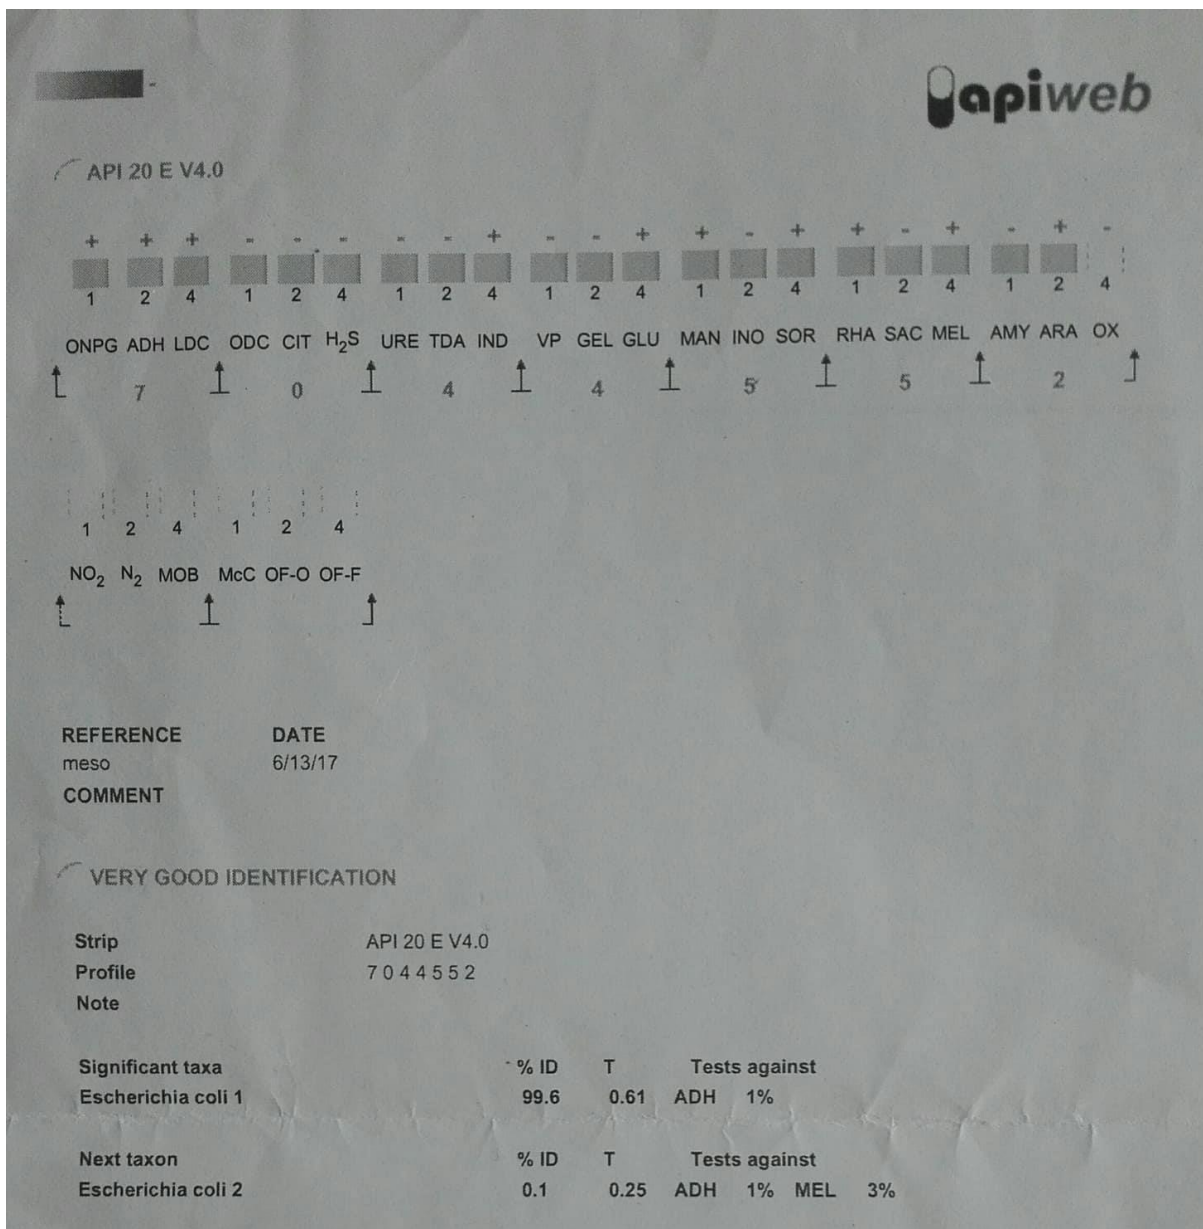 apiweb
API 20 E V4.0
+ + + - - - - - + - - + + - + + - + - + -
1 2 4 1 2 4 1 2 4 1 2 4 1 2 4 1 2 4 1 2 4
ONPG ADH LDC ODC CIT H₂S URE TDA IND VP GEL GLU MAN INO SOR RHA SAC MEL AMY ARA OX
7 0 4 4 5 5 2
1 2 4 1 2 4
NO₂ N₂ MOB McC OF-O OF-F
REFERENCE DATE
meso 6/13/17
COMMENT
VERY GOOD IDENTIFICATION
Strip API 20 E V4.0
Profile 7 0 4 4 5 5 2
Note
Significant taxa % ID T Tests against
Escherichia coli 1 99.6 0.61 ADH 1%
Next taxon % ID T Tests against
Escherichia coli 2 0.1 0.25 ADH 1% MEL 3%